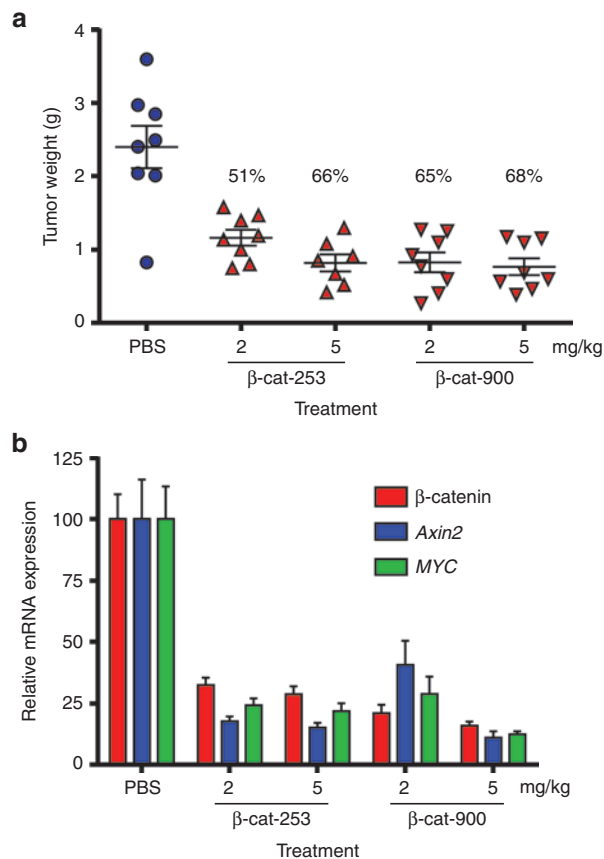 a
Tumor weight (g)
4
3
2
1
0
51% 66% 65% 68%
PBS 2 5 2 5 mg/kg
β-cat-253 β-cat-900
Treatment
b
Relative mRNA expression
125
100
75
50
25
0
β-catenin
Axin2
MYC
PBS 2 5 2 5 mg/kg
β-cat-253 β-cat-900
Treatment